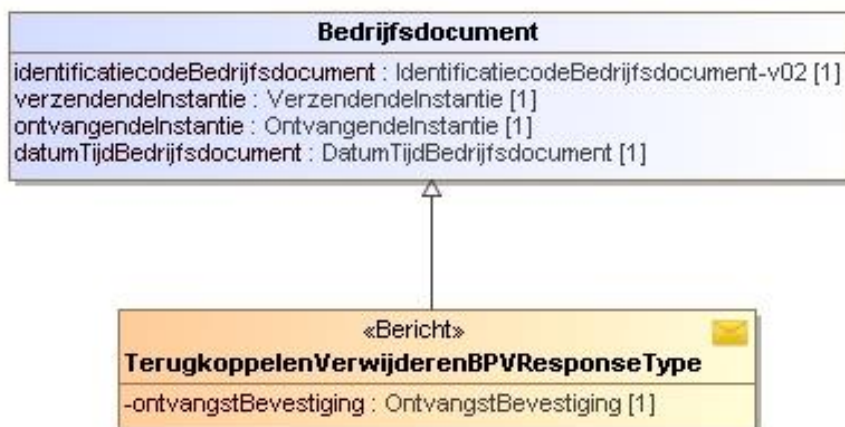 Bedrijfsdocument
identificatiecodeBedrijfsdocument : IdentificatiecodeBedrijfsdocument-v02 [1]
verzendendeInstantie : VerzendendeInstantie [1]
ontvangendeInstantie : OntvangendeInstantie [1]
datumTijdBedrijfsdocument : DatumTijdBedrijfsdocument [1]
«Bericht»
TerugkoppelenVerwijderenBPVResponseType
-ontvangstBevestiging : OntvangstBevestiging [1]